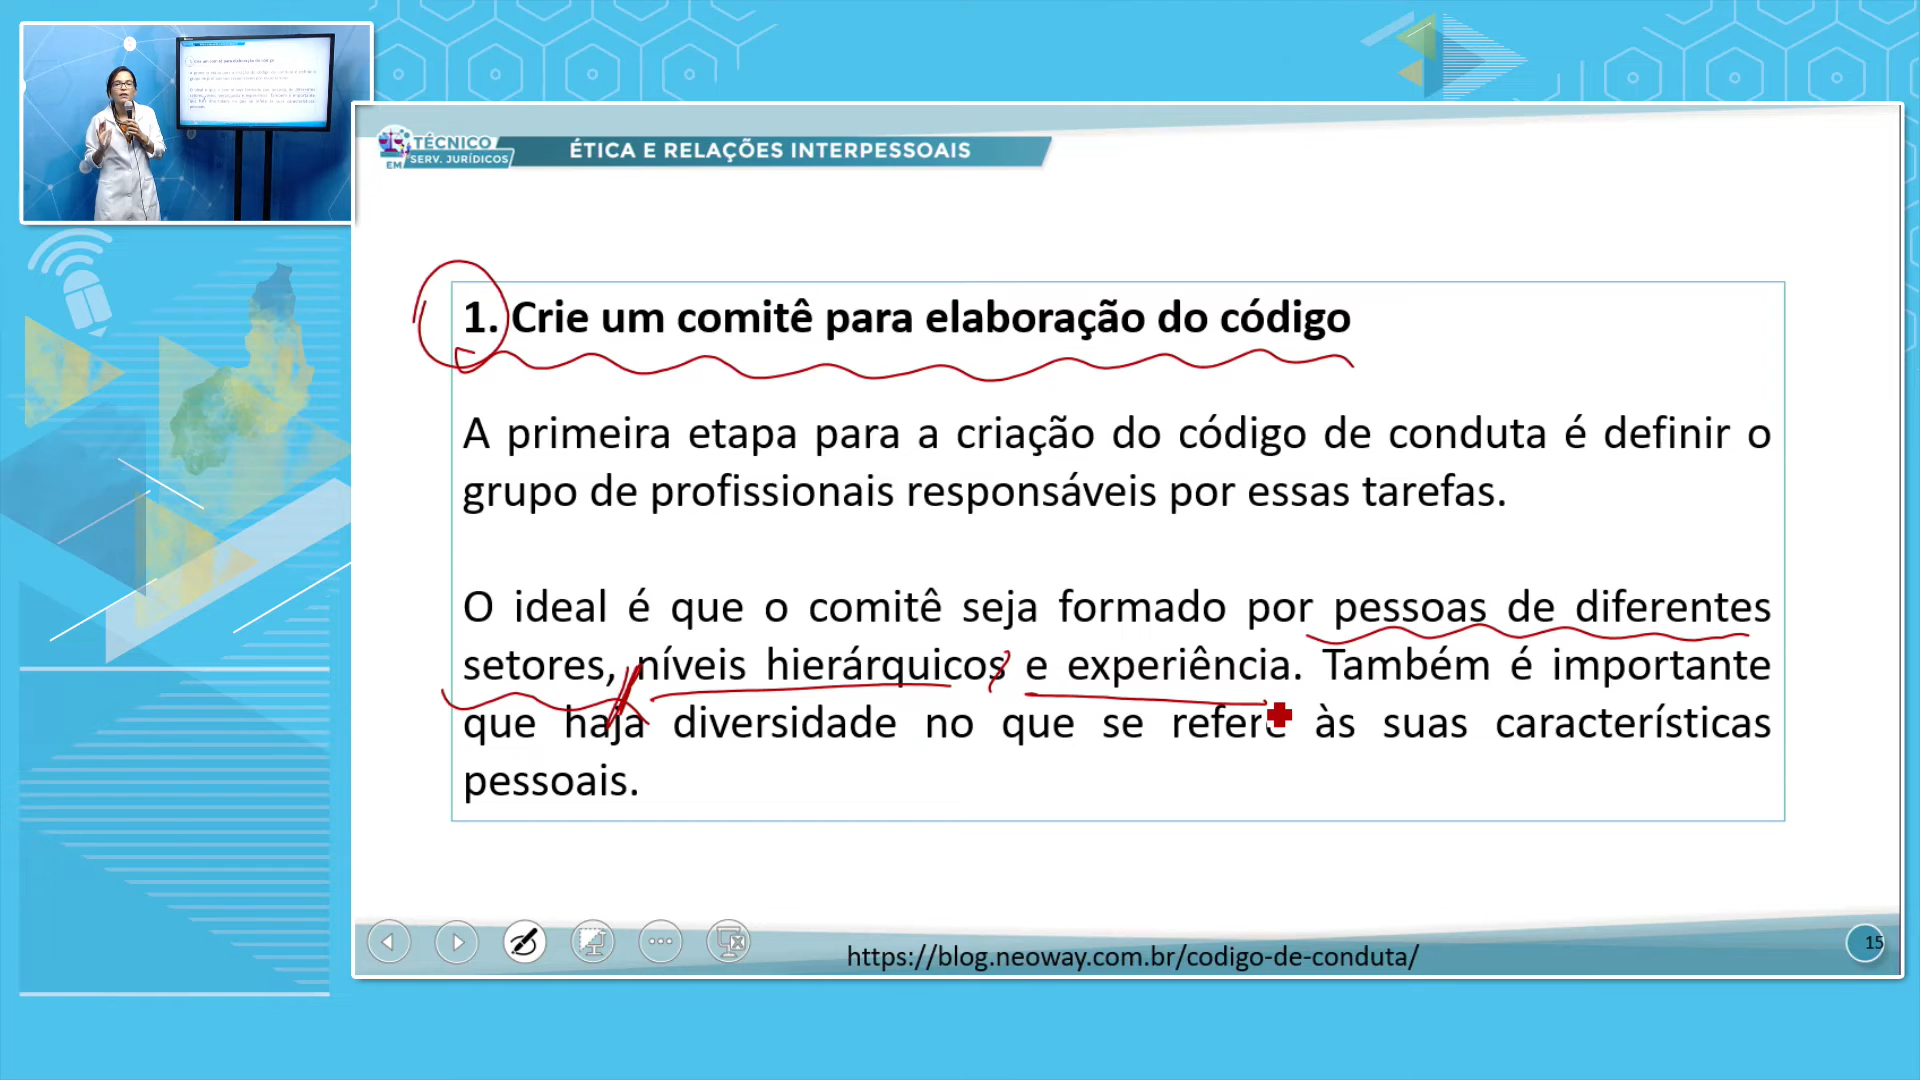 TÉCNICO
EM SERV. JURÍDICOS
ÉTICA E RELAÇÕES INTERPESSOAIS
1. Crie um comitê para elaboração do código
A primeira etapa para a criação do código de conduta é definir o
grupo de profissionais responsáveis por essas tarefas.
O ideal é que o comitê seja formado por pessoas de diferentes
setores, níveis hierárquicos e experiência. Também é importante
que haja diversidade no que se refere às suas características
pessoais.
https://blog.neoway.com.br/codigo-de-conduta/
15